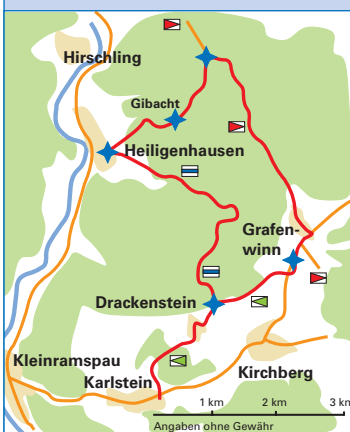 Hirschling
Gibacht
Heiligenhausen
Grafen-
winn
Drackenstein
Kleinramspau
Karlstein
Kirchberg
1 km
2 km
3 km
Angaben ohne Gewähr